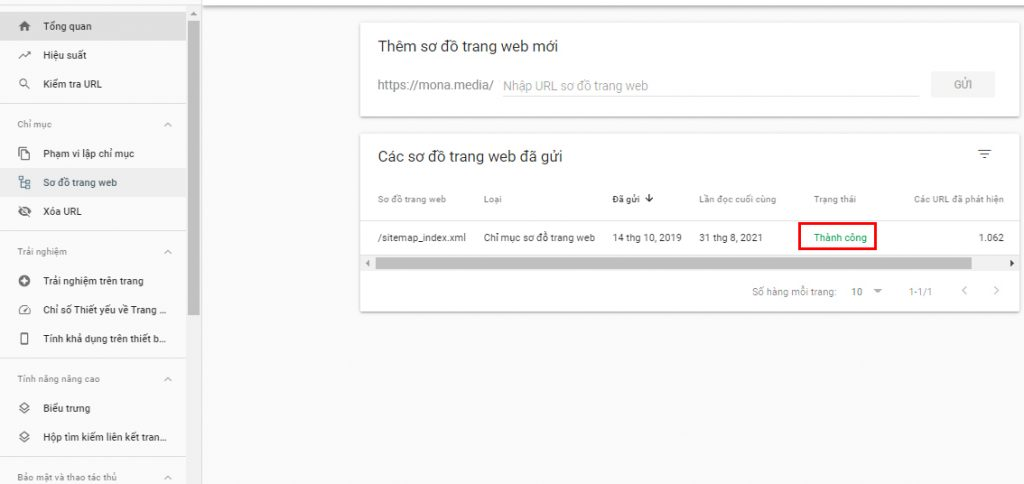 Tổng quan
Hiệu suất
Kiểm tra URL
Chỉ mục
Phạm vi lập chỉ mục
Sơ đồ trang web
Xóa URL
Trải nghiệm
Trải nghiệm trên trang
Chỉ số Thiết yếu về Trang ...
Tính khả dụng trên thiết b...
Tính năng nâng cao
Biểu trưng
Hộp tìm kiếm liên kết tran...
Bảo mật và thao tác thủ
Thêm sơ đồ trang web mới
https://mona.media/ Nhập URL sơ đồ trang web GỬI
Các sơ đồ trang web đã gửi
Sơ đồ trang web Loại Đã gửi Lần đọc cuối cùng Trạng thái Các URL đã phát hiện
/sitemap_index.xml Chỉ mục sơ đồ trang web 14 thg 10, 2019 31 thg 8, 2021 Thành công 1.062
Số hàng mỗi trang: 10 1-1/1